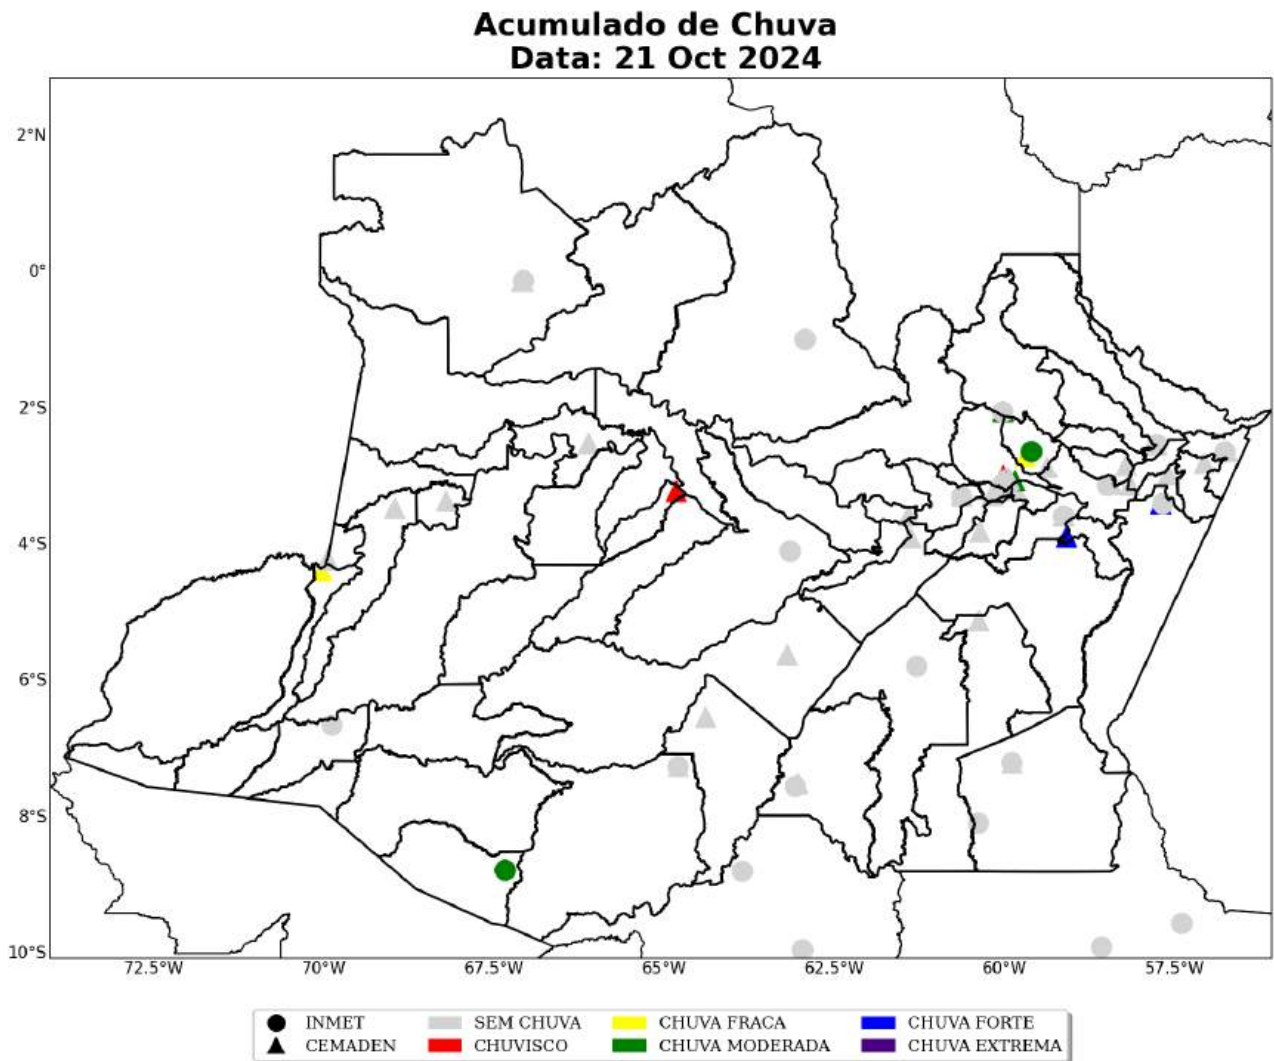 Acumulado de Chuva
Data: 21 Oct 2024
2°N
0°
2°S
4°S
6°S
8°S
10°S
72.5°W 70°W 67.5°W 65°W 62.5°W 60°W 57.5°W
INMET SEM CHUVA CHUVA FRACA CHUVA FORTE
CEMADEN CHUVISCO CHUVA MODERADA CHUVA EXTREMA